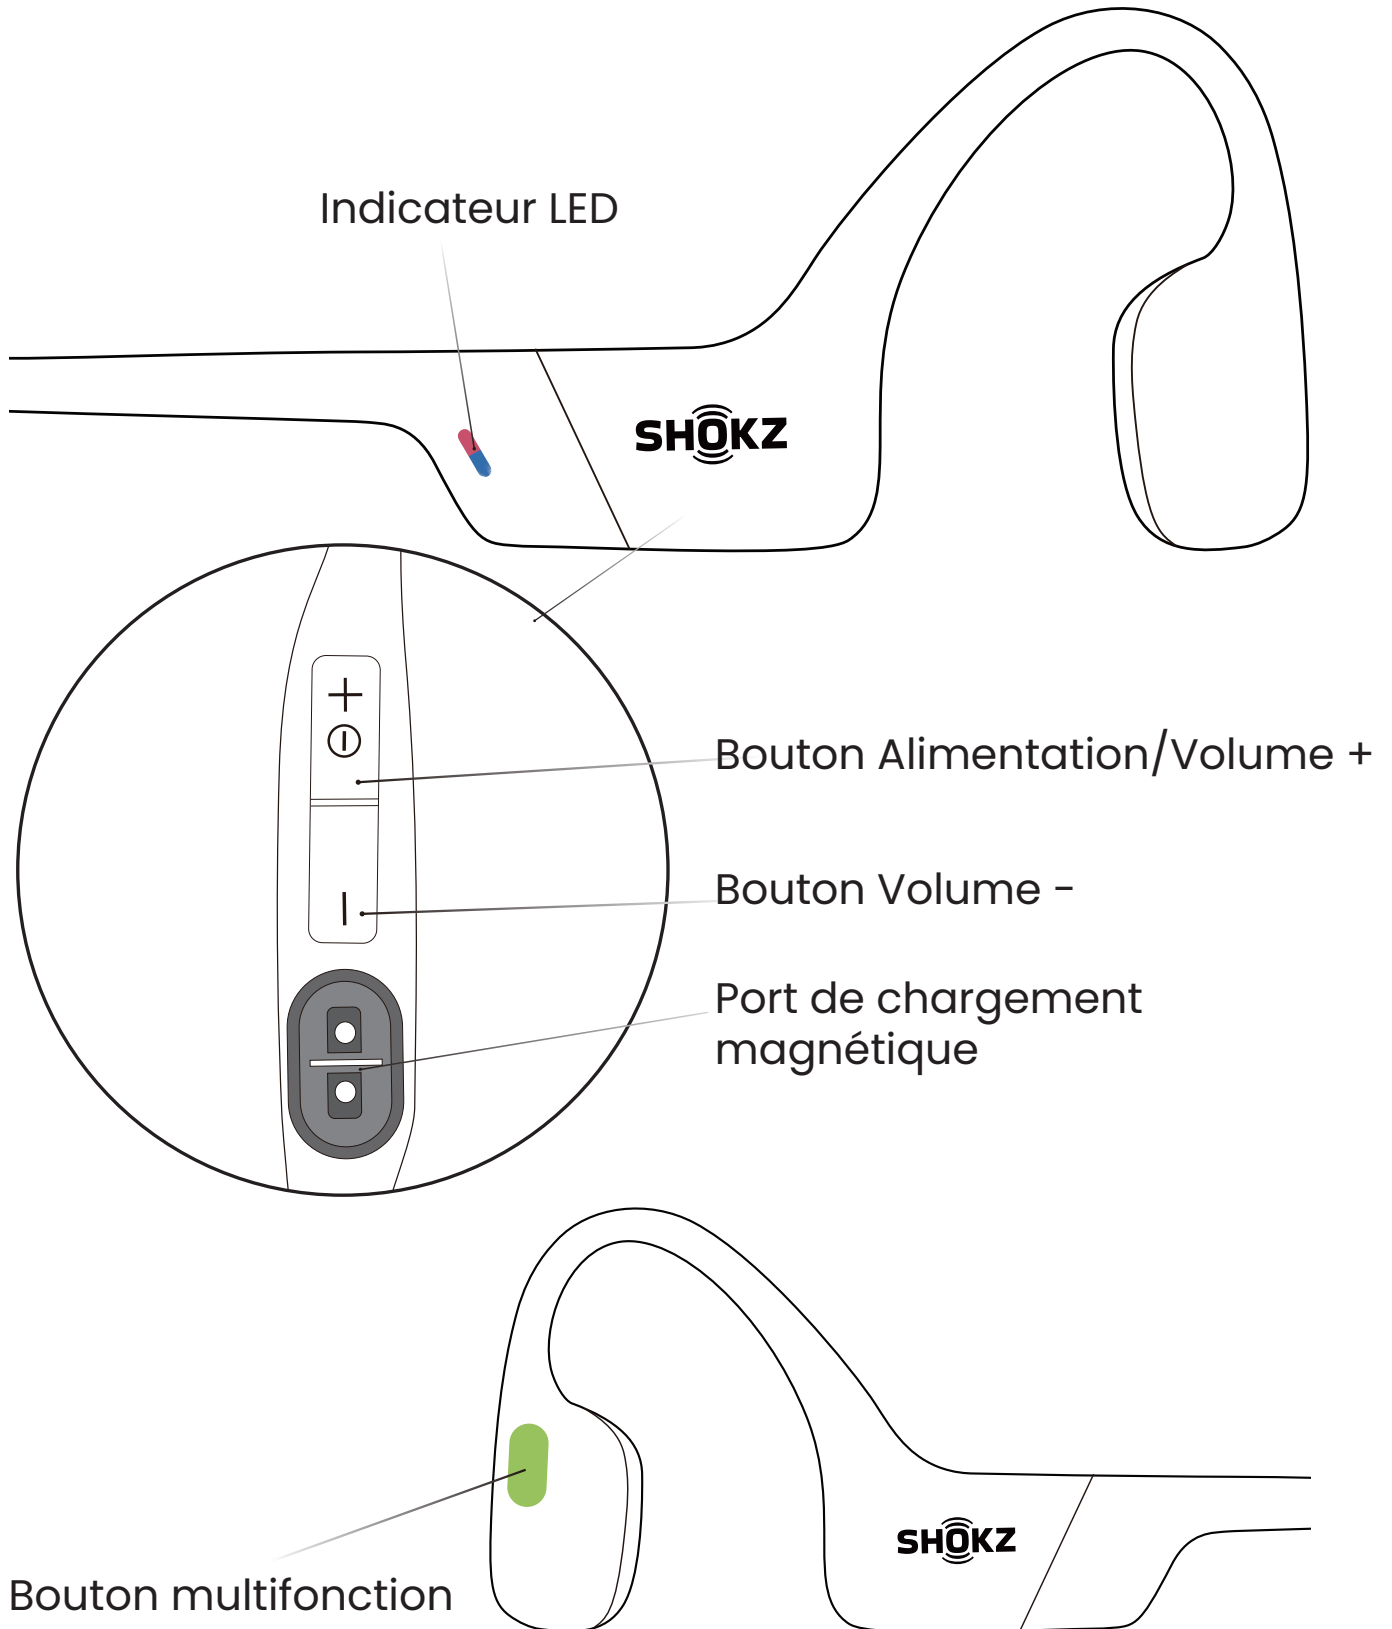 Indicateur LED
SHOKZ
Bouton Alimentation/Volume +
Bouton Volume -
Port de chargement
magnétique
SHOKZ
Bouton multifonction